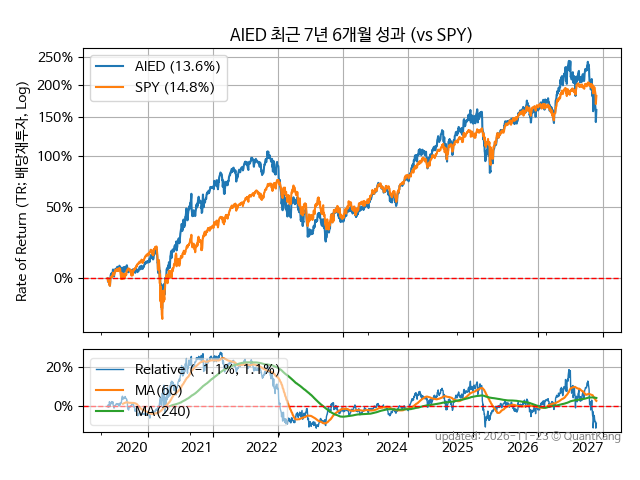 AIED 최근 7년 6개월 성과 (vs SPY)
Rate of Return (TR: 배당재투자, Log)
250%
200%
150%
100%
50%
0%
AIED (13.6%)
SPY (14.8%)
20%
0%
Relative (-1.1%, 1.1%)
MA(60)
MA(240)
2020 2021 2022 2023 2024 2025 2026 2027
updated: 2026-11-23 © QuantKang